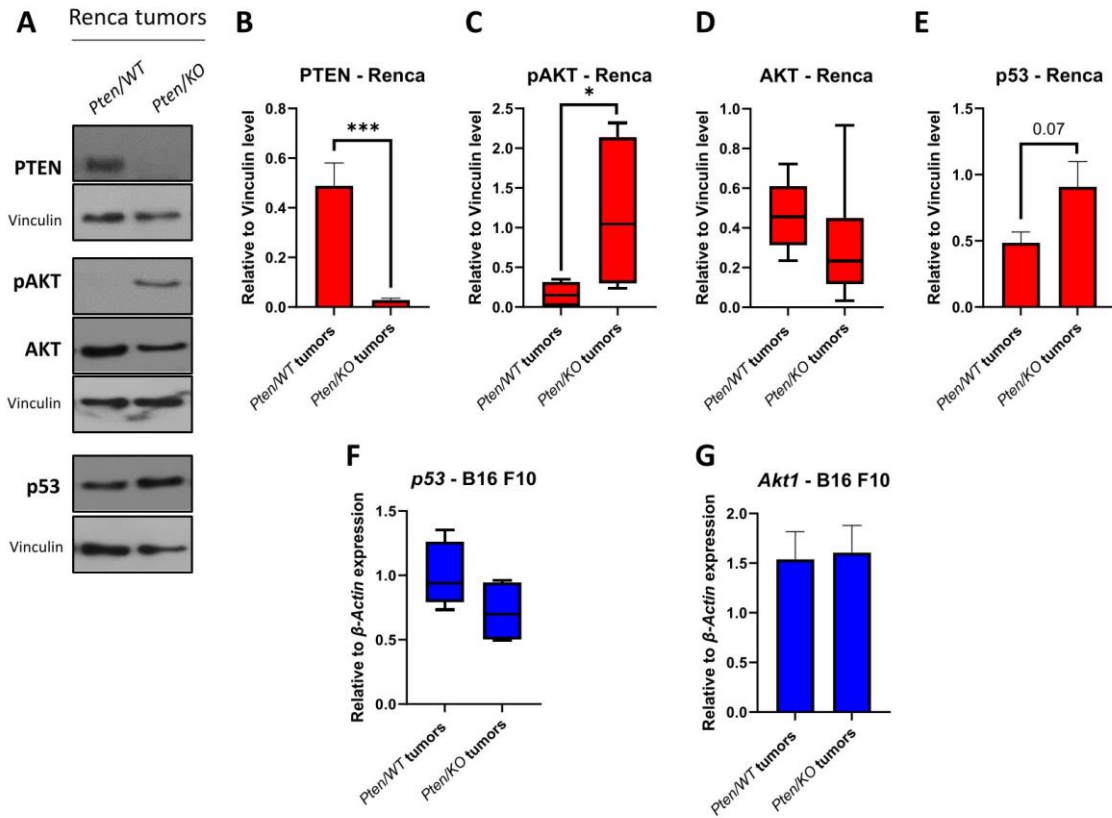 A
Renca tumors
Pten/WT
Pten/KO
PTEN
Vinculin
pAKT
AKT
Vinculin
p53
Vinculin
B
PTEN - Renca
***
Relative to Vinculin level
0.8
0.6
0.4
0.2
0.0
Pten/WT tumors
Pten/KO tumors
C
pAKT - Renca
*
Relative to Vinculin level
2.5
2.0
1.5
1.0
0.5
0.0
Pten/WT tumors
Pten/KO tumors
D
AKT - Renca
Relative to Vinculin level
1.0
0.8
0.6
0.4
0.2
0.0
Pten/WT tumors
Pten/KO tumors
E
p53 - Renca
0.07
Relative to Vinculin level
1.5
1.0
0.5
0.0
Pten/WT tumors
Pten/KO tumors
F
p53 - B16 F10
Relative to β-Actin expression
1.5
1.0
0.5
0.0
Pten/WT tumors
Pten/KO tumors
G
Akt1 - B16 F10
Relative to β-Actin expression
2.0
1.5
1.0
0.5
0.0
Pten/WT tumors
Pten/KO tumors